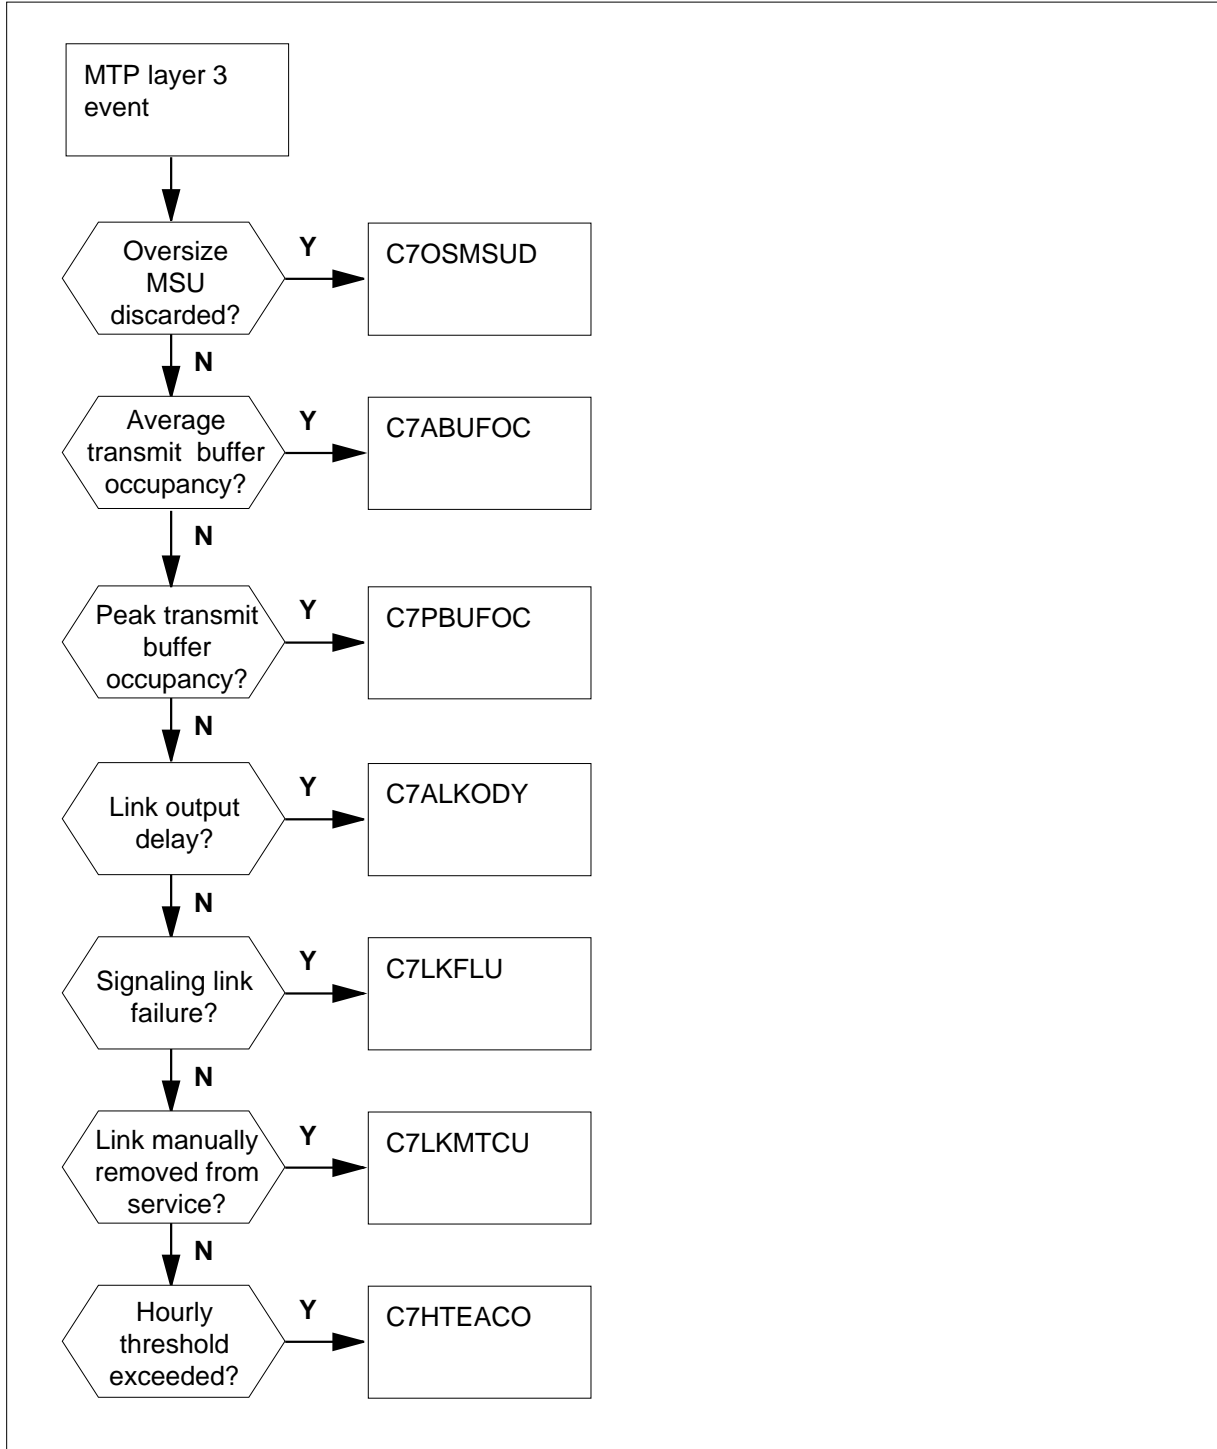 MTP layer 3
event
Oversize
MSU
discarded?
Y
C7OSMSUD
N
Average
transmit buffer
occupancy?
Y
C7ABUFOC
N
Peak transmit
buffer
occupancy?
Y
C7PBUFOC
N
Link output
delay?
Y
C7ALKODY
N
Signaling link
failure?
Y
C7LKFLU
N
Link manually
removed from
service?
Y
C7LKMTCU
N
Hourly
threshold
exceeded?
Y
C7HTEACO